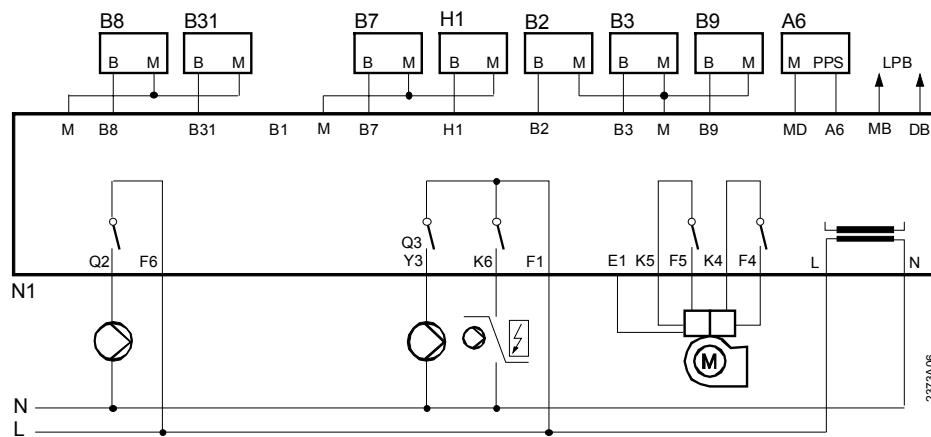 B8 B31 B7 H1 B2 B3 B9 A6
B M B M B M B M B M B M B M M PPS LPB
M B8 B31 B1 M B7 H1 B2 B3 M B9 MD A6 MB DB
Q3
Q2 F6 Y3 K6 F1 E1 K5 F5 K4 F4 L N
N1
M
N
L
2373A06